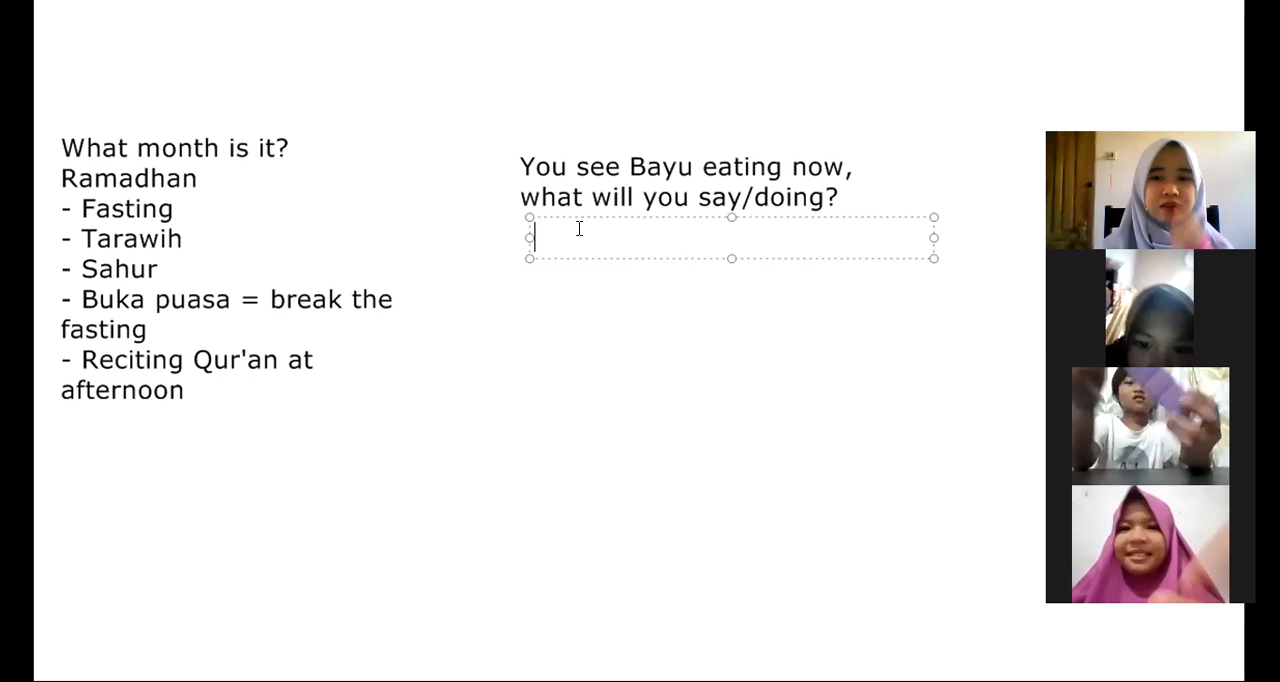 What month is it?
Ramadhan
- Fasting
- Tarawih
- Sahur
- Buka puasa = break the
fasting
- Reciting Qur'an at
afternoon
You see Bayu eating now,
what will you say/doing?